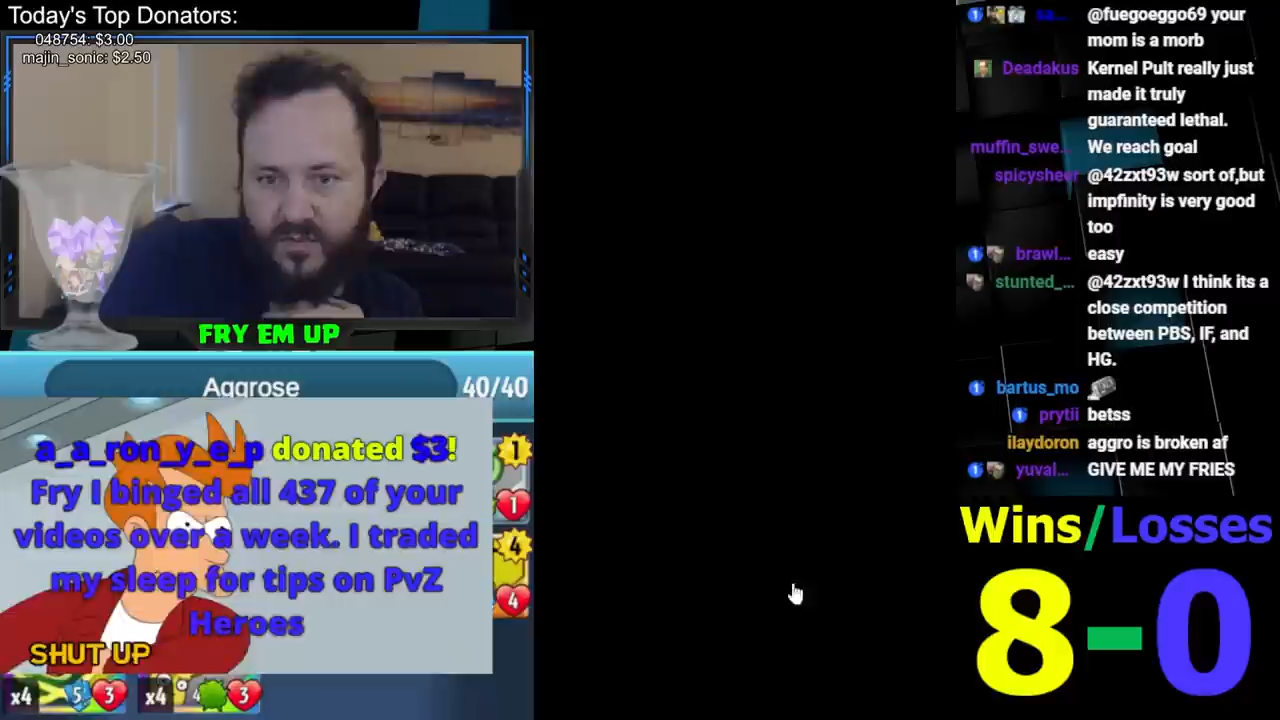 Today's Top Donators:
048754: $3.00
majin_sonic: $2.50
FRY EM UP
Aggrose 40/40
a_a_ron_y_e_p donated $3!
Fry I binged all 437 of your
videos over a week. I traded
my sleep for tips on PvZ
Heroes
SHUT UP
1
1
4
4
x4 5 3 x4 4 3
@fuegoeggo69 your
mom is a morb
Deadakus Kernel Pult really just
made it truly
guaranteed lethal.
muffin_swe... We reach goal
spicysheer @42zxt93w sort of,but
impfinity is very good
too
brawl... easy
stunted_... @42zxt93w I think its a
close competition
between PBS, IF, and
HG.
bartus_mo
prytii betss
ilaydoron aggro is broken af
yuval... GIVE ME MY FRIES
Wins/Losses
8-0